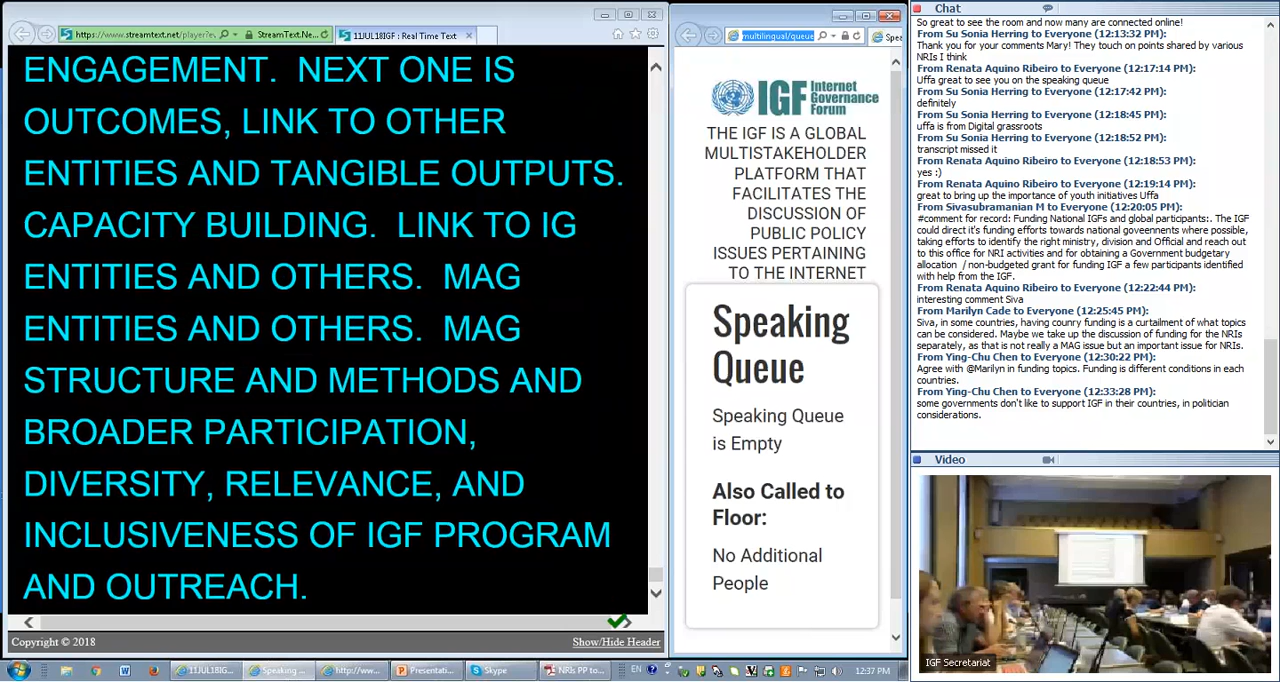 https://www.streamtext.net/player?ev
StreamText.Ne...
11JUL18IGF : Real Time Text
ENGAGEMENT. NEXT ONE IS
OUTCOMES, LINK TO OTHER
ENTITIES AND TANGIBLE OUTPUTS.
CAPACITY BUILDING. LINK TO IG
ENTITIES AND OTHERS. MAG
ENTITIES AND OTHERS. MAG
STRUCTURE AND METHODS AND
BROADER PARTICIPATION,
DIVERSITY, RELEVANCE, AND
INCLUSIVENESS OF IGF PROGRAM
AND OUTREACH.
Copyright © 2018
Show/Hide Header
multilingual/queue
Spea
IGF Internet
Governance
Forum
THE IGF IS A GLOBAL
MULTISTAKEHOLDER
PLATFORM THAT
FACILITATES THE
DISCUSSION OF
PUBLIC POLICY
ISSUES PERTAINING
TO THE INTERNET
Speaking
Queue
Speaking Queue
is Empty
Also Called to
Floor:
No Additional
People
Chat
So great to see the room and now many are connected online!
From Su Sonia Herring to Everyone (12:13:32 PM):
Thank you for your comments Mary! They touch on points shared by various
NRIs I think
From Renata Aquino Ribeiro to Everyone (12:17:14 PM):
Uffa great to see you on the speaking queue
From Su Sonia Herring to Everyone (12:17:42 PM):
definitely
From Su Sonia Herring to Everyone (12:18:45 PM):
uffa is from Digital grassroots
From Su Sonia Herring to Everyone (12:18:52 PM):
transcript missed it
From Renata Aquino Ribeiro to Everyone (12:18:53 PM):
yes :)
From Renata Aquino Ribeiro to Everyone (12:19:14 PM):
great to bring up the importance of youth initiatives Uffa
From Sivasubramanian M to Everyone (12:20:05 PM):
#comment for record: Funding National IGFs and global participants:. The IGF
could direct it's funding efforts towards national goveenments where possible,
taking efforts to identify the right ministry, division and Official and reach out
to this office for NRI activities and for obtaining a Government budgetary
allocation / non-budgeted grant for funding IGF a few participants identified
with help from the IGF.
From Renata Aquino Ribeiro to Everyone (12:22:44 PM):
interesting comment Siva
From Marilyn Cade to Everyone (12:25:45 PM):
Siva, in some countries, having counry funding is a curtailment of what topics
can be considered. Maybe we take up the discussion of funding for the NRIs
separately, as that is not really a MAG issue but an important issue for NRIs.
From Ying-Chu Chen to Everyone (12:30:22 PM):
Agree with @Marilyn in funding topics. Funding is different conditions in each
countries.
From Ying-Chu Chen to Everyone (12:33:28 PM):
some governments don't like to support IGF in their countries, in politician
considerations.
Video
IGF Secretariat
11JUL18IG...
Speaking ...
http://ww...
Presentati...
Skype
NRIs PP to...
EN
12:37 PM